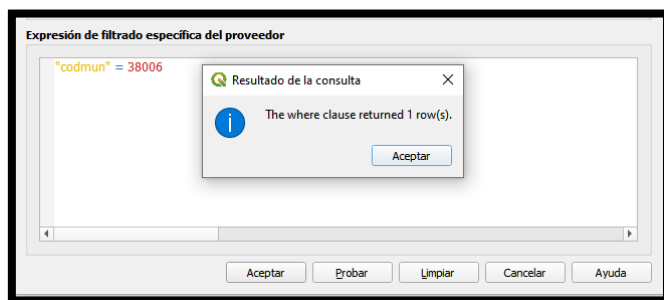 Expresión de filtrado específica del proveedor
"codmun" = 38006
Resultado de la consulta
The where clause returned 1 row(s).
Aceptar
Aceptar Probar Limpiar Cancelar Ayuda